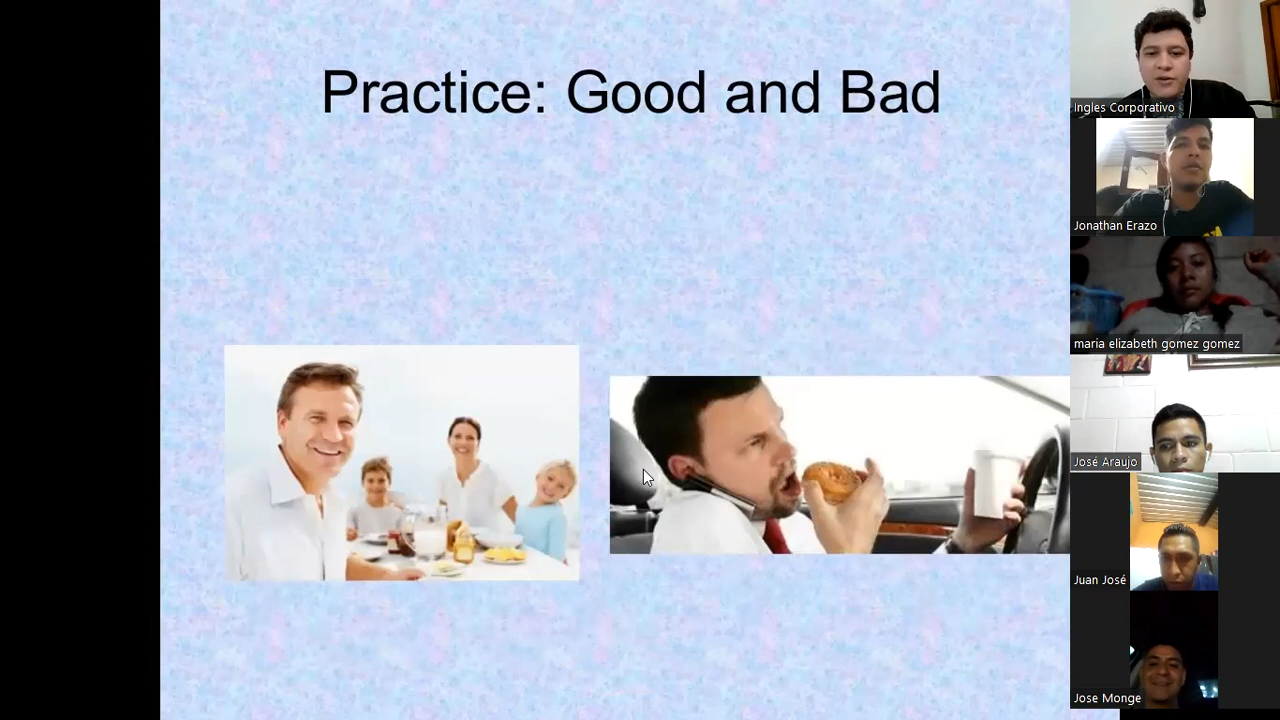 Practice: Good and Bad
Ingles Corporativo
Jonathan Erazo
maria elizabeth gomez gomez
José Araujo
Juan José
Jose Monge